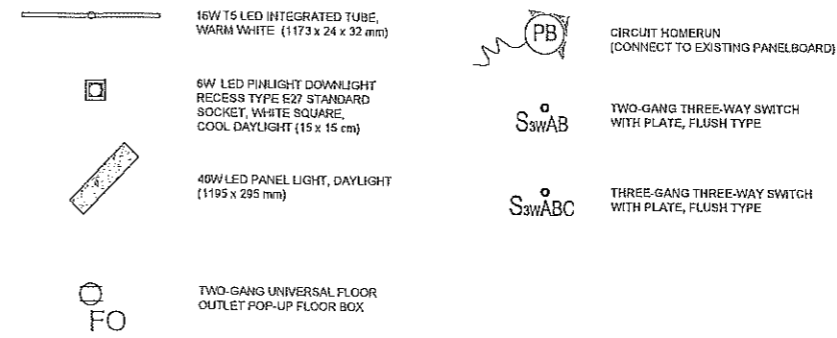 16W T5 LED INTEGRATED TUBE,
WARM WHITE (1173 x 24 x 32 mm)
6W LED PINLIGHT DOWNLIGHT
RECESS TYPE E27 STANDARD
SOCKET, WHITE SQUARE,
COOL DAYLIGHT (15 x 15 cm)
40W LED PANEL LIGHT, DAYLIGHT
(1195 x 295 mm)
FO
TWO-GANG UNIVERSAL FLOOR
OUTLET POP-UP FLOOR BOX
PB
CIRCUIT HOMERUN
(CONNECT TO EXISTING PANELBOARD)
S3WAB
TWO-GANG THREE-WAY SWITCH
WITH PLATE, FLUSH TYPE
S3WABC
THREE-GANG THREE-WAY SWITCH
WITH PLATE, FLUSH TYPE